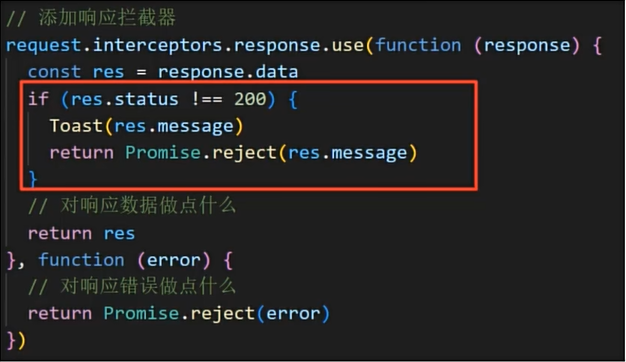 // 添加响应拦截器
request.interceptors.response.use(function (response) {
  const res = response.data
  if (res.status !== 200) {
    Toast(res.message)
    return Promise.reject(res.message)
  }
  // 对响应数据做点什么
  return res
}, function (error) {
  // 对响应错误做点什么
  return Promise.reject(error)
})